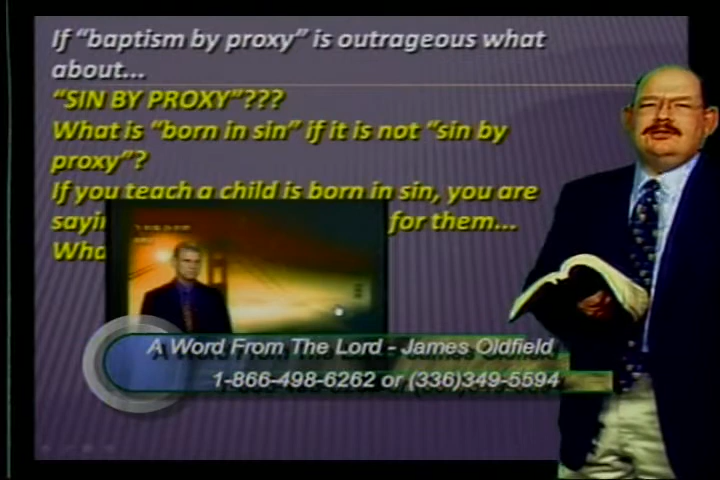 If “baptism by proxy” is outrageous what
about...
“SIN BY PROXY”???
What is “born in sin” if it is not “sin by
proxy”?
If you teach a child is born in sin, you are
for them...
A Word From The Lord - James Oldfield
1-866-498-6262 or (336)349-5594